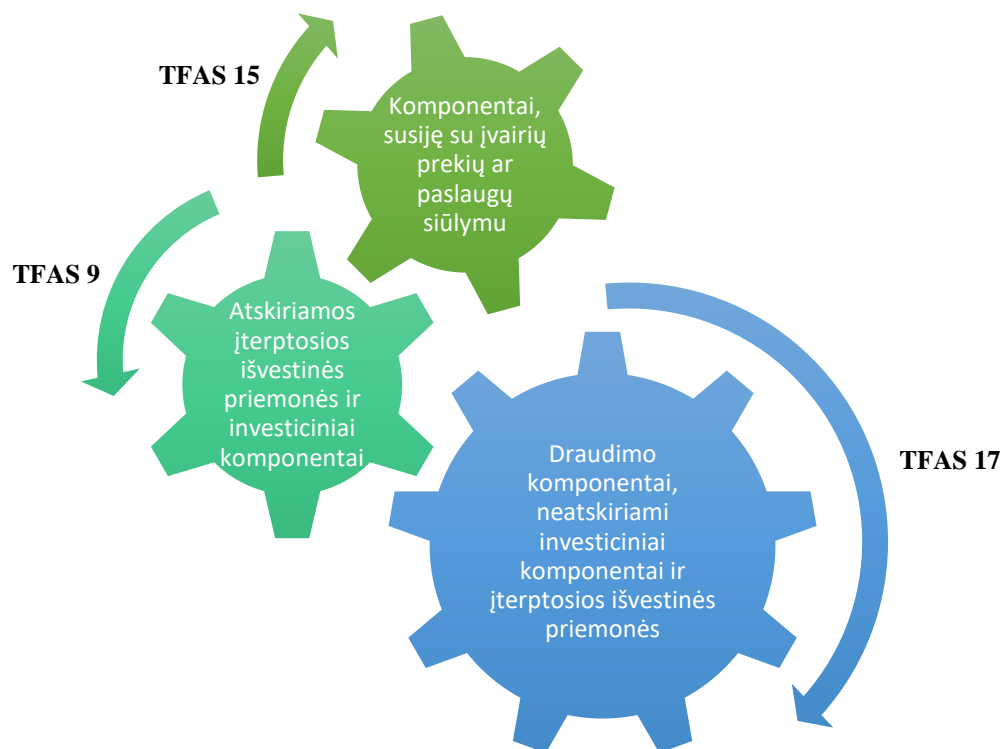 TFAS 15
Komponentai,
susiję su įvairių
prekių ar
paslaugų
siūlymu
TFAS 9
Atskiriamos
įterptosios
išvestinės
priemonės ir
investiciniai
komponentai
TFAS 17
Draudimo
komponentai,
neatskiriami
investiciniai
komponentai ir
įterptosios išvestinės
priemonės